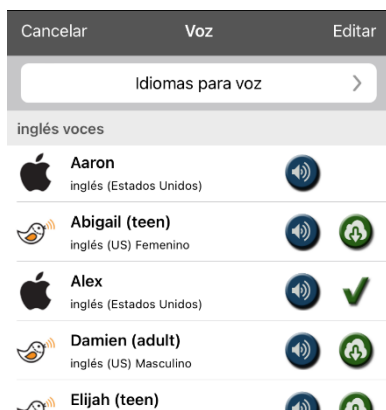 Cancelar Voz Editar
Idiomas para voz
inglés voces
Aaron
inglés (Estados Unidos)
Abigail (teen)
inglés (US) Femenino
Alex
inglés (Estados Unidos)
Damien (adult)
inglés (US) Masculino
Elijah (teen)